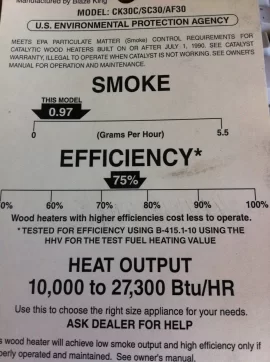 Manufactured by Blaze King
MODEL: CK30C/SC30/AF30
U.S. ENVIRONMENTAL PROTECTION AGENCY
MEETS EPA PARTICULATE MATTER (Smoke) CONTROL REQUIREMENTS FOR
CATALYTIC WOOD HEATERS BUILT ON OR AFTER JULY 1, 1990, SEE CATALYST
WARRANTY, ILLEGAL TO OPERATE WHEN CATALYST IS NOT WORKING. SEE OWNER'S
MANUAL FOR OPERATION AND MAINTENANCE.
SMOKE
THIS MODEL
0.97
0 (Grams Per Hour) 5.5
EFFICIENCY*
75%
0% 60% 70% 80% 90% 100%
Wood heaters with higher efficiencies cost less to operate.
* TESTED FOR EFFICIENCY USING B-415.1-10 USING THE
HHV FOR THE TEST FUEL HEATING VALUE
HEAT OUTPUT
10,000 to 27,300 Btu/HR
Use this to choose the right size appliance for your needs.
ASK DEALER FOR HELP
s wood heater will achieve low smoke output and high efficiency only if
perly operated and maintained. See owner's manual.